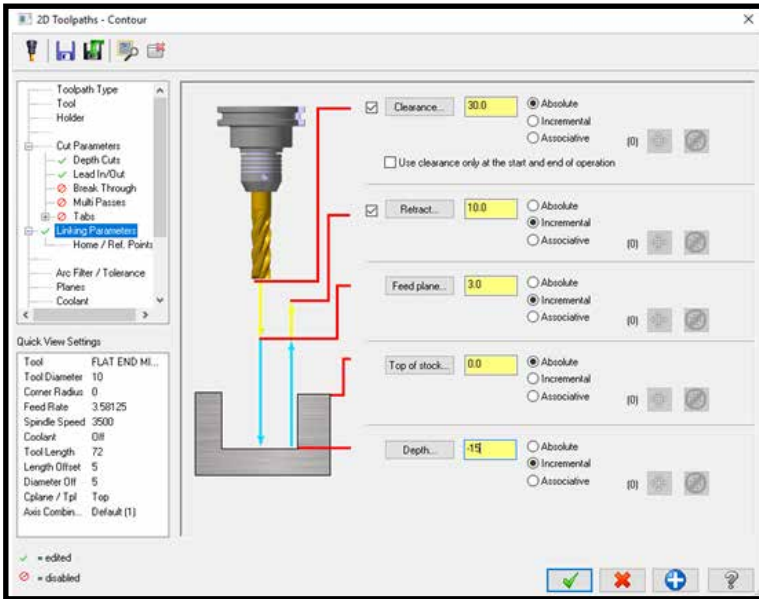 2D Toolpaths - Contour
Toolpath Type
Tool
Holder
Cut Parameters
Depth Cuts
Lead In/Out
Break Through
Multi Passes
Tabs
Linking Parameters
Home / Ref. Points
Arc Filter / Tolerance
Planes
Coolant
Quick View Settings
Tool FLAT END MI...
Tool Diameter 10
Corner Radius 0
Feed Rate 3.58125
Spindle Speed 3500
Coolant Off
Tool Length 72
Length Offset 5
Diameter Off 5
Cplane / Tpl Top
Axis Combin... Default (1)
= edited
= disabled
Clearance... 30.0 Absolute
Incremental
Associative (0)
Use clearance only at the start and end of operation
Retract... 10.0 Absolute
Incremental
Associative (0)
Feed plane... 3.0 Absolute
Incremental
Associative (0)
Top of stock... 0.0 Absolute
Incremental
Associative (0)
Depth... -15 Absolute
Incremental
Associative (0)